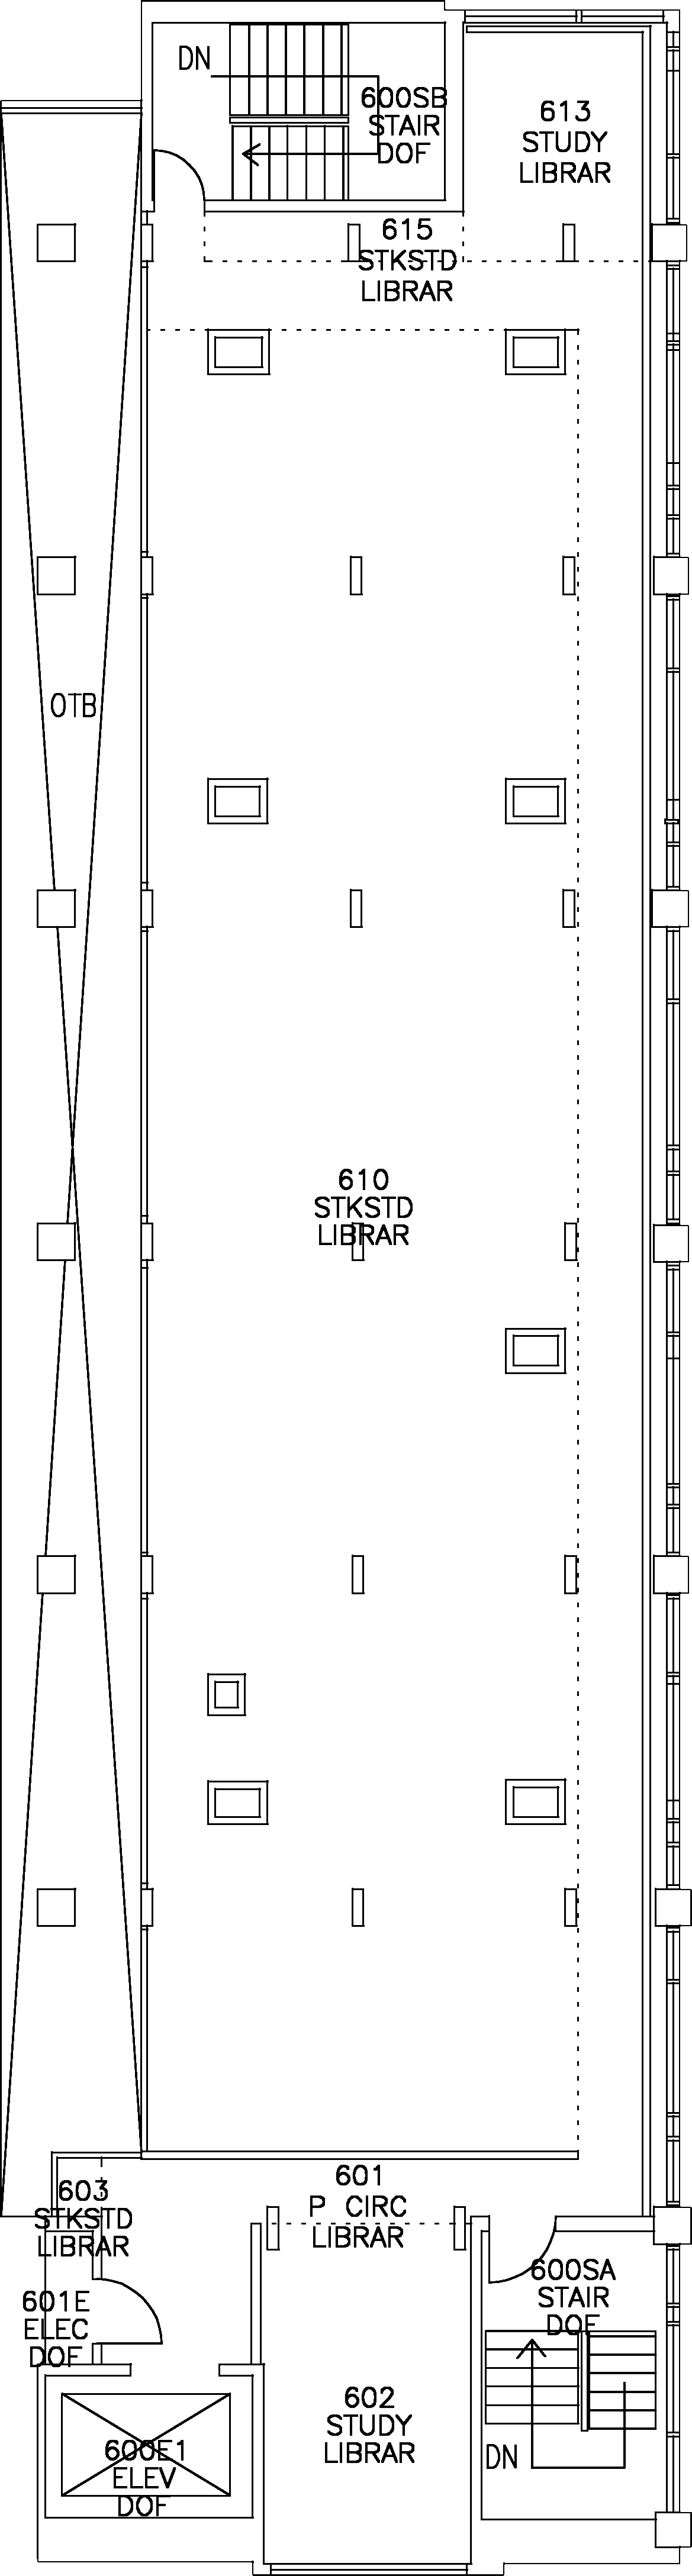 DN
600SB
STAIR
DOF
613
STUDY
LIBRAR
615
STKSTD
LIBRAR
OTB
610
STKSTD
LIBRAR
601
P CIRC
LIBRAR
603
STKSTD
LIBRAR
601E
ELEC
DOF
600SA
STAIR
DOF
602
STUDY
LIBRAR
600E1
ELEV
DOF
DN